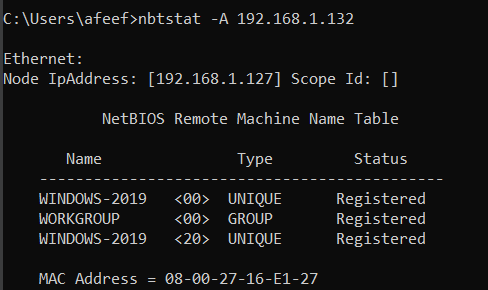 C:\Users\afeef>nbtstat -A 192.168.1.132
Ethernet:
Node IpAddress: [192.168.1.127] Scope Id: []
NetBIOS Remote Machine Name Table
Name Type Status
---------------------------------------------
WINDOWS-2019 <00> UNIQUE Registered
WORKGROUP <00> GROUP Registered
WINDOWS-2019 <20> UNIQUE Registered
MAC Address = 08-00-27-16-E1-27